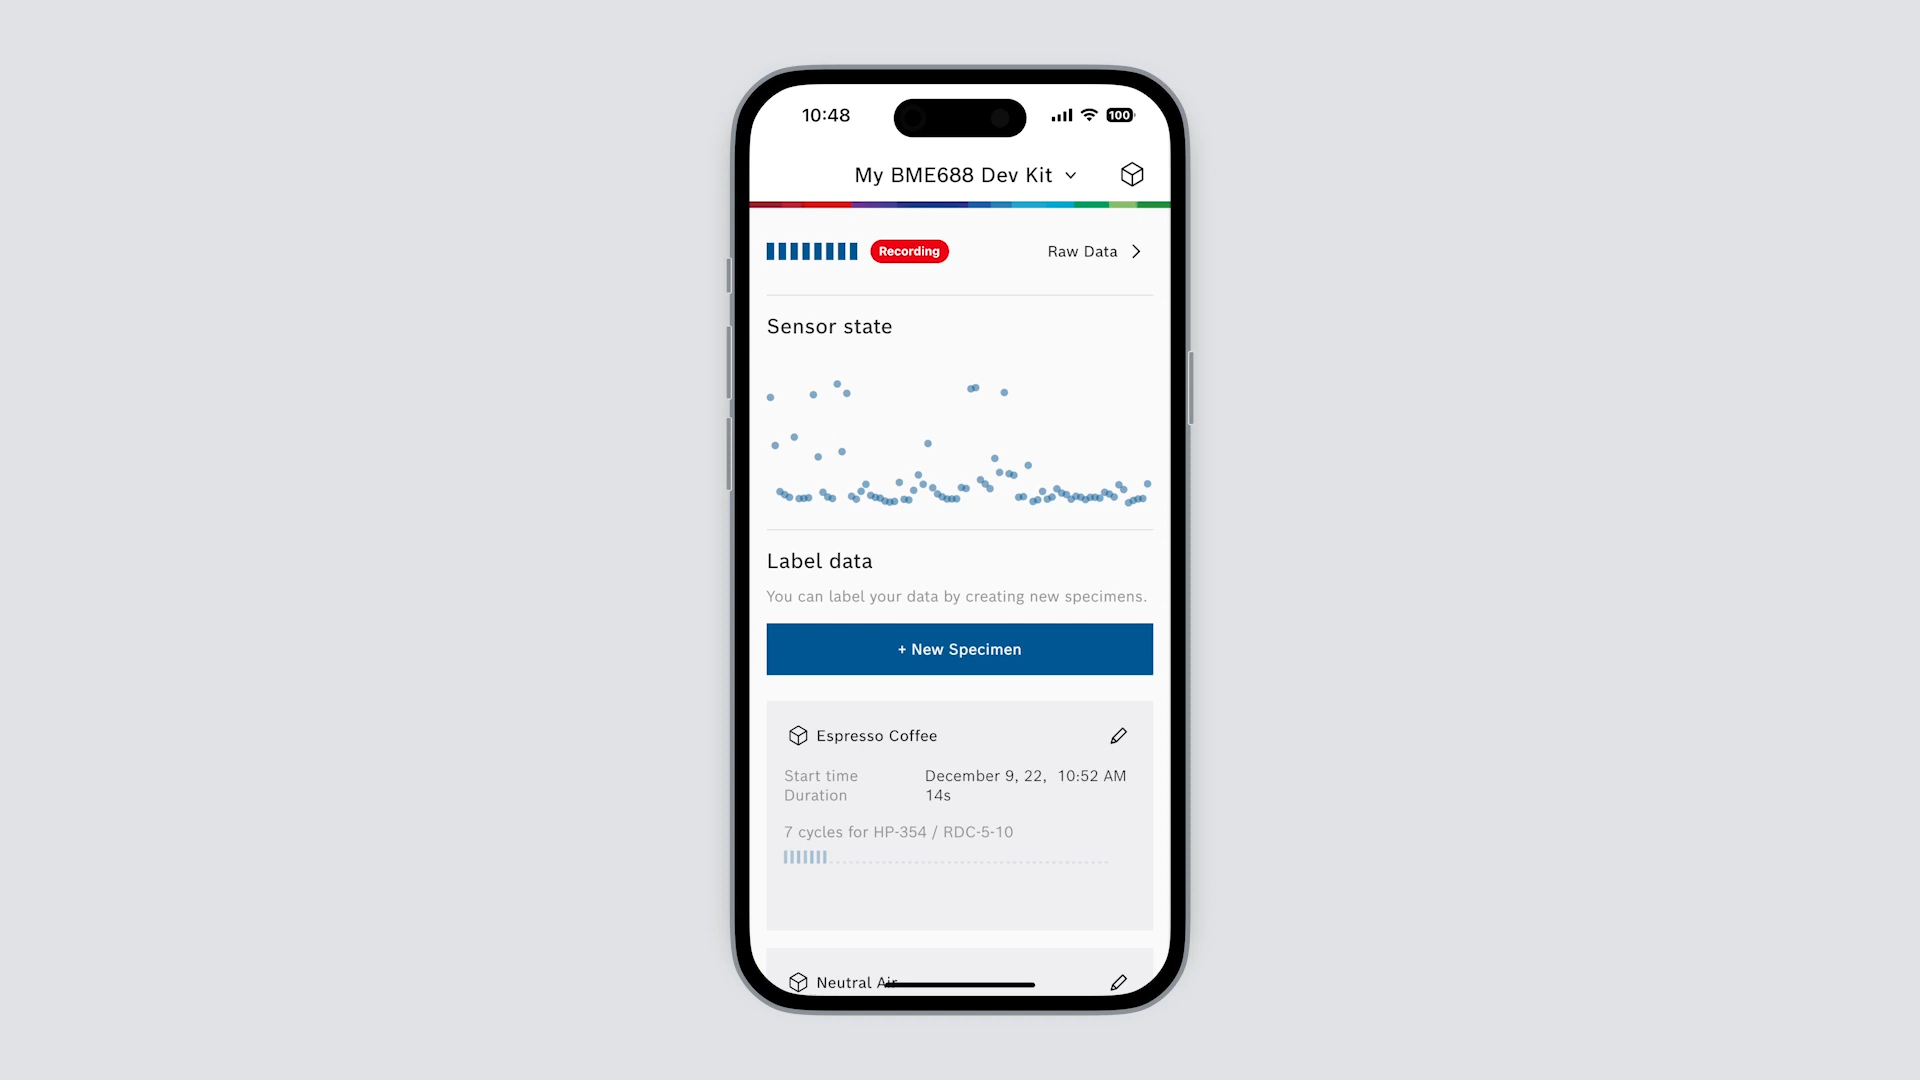 10:48
100
My BME688 Dev Kit
Recording
Raw Data
Sensor state
Label data
You can label your data by creating new specimens.
+ New Specimen
Espresso Coffee
Start time December 9, 22, 10:52 AM
Duration 14s
7 cycles for HP-354 / RDC-5-10
Neutral Air